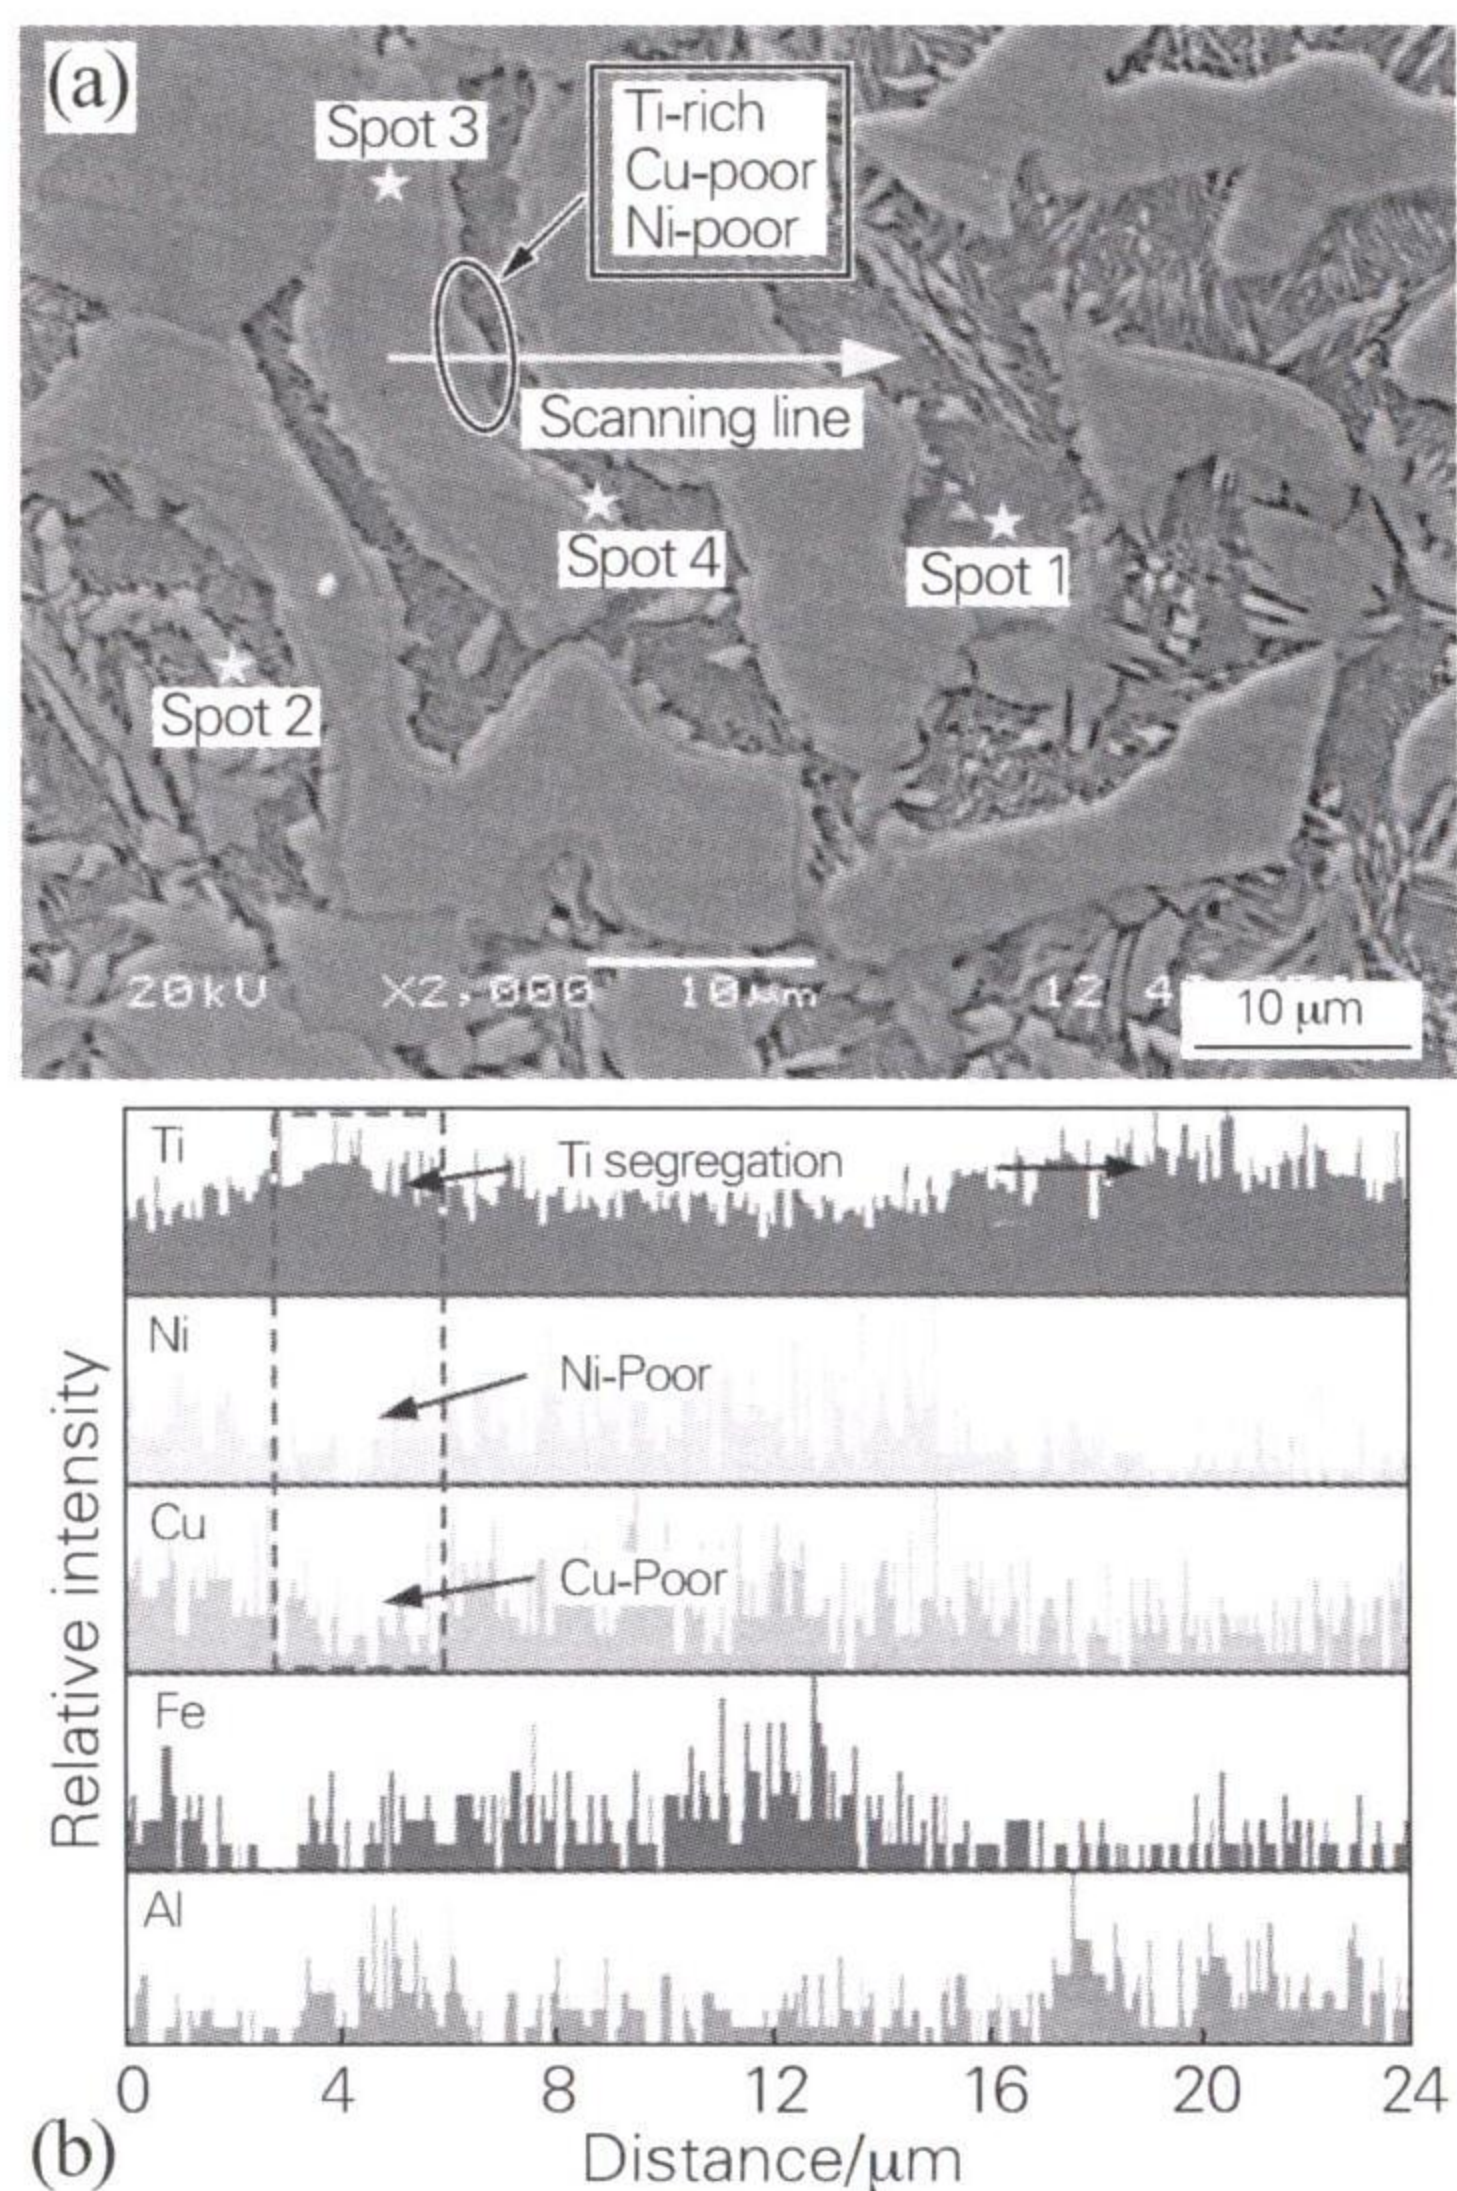 (a)
Spot 3
Ti-rich
Cu-poor
Ni-poor
Scanning line
Spot 4
Spot 1
Spot 2
20kV X2,000 10μm 12 4
10 μm
Ti
Ti segregation
Ni
Ni-Poor
Cu
Cu-Poor
Fe
Al
Relative intensity
0 4 8 12 16 20 24
Distance/μm
(b)